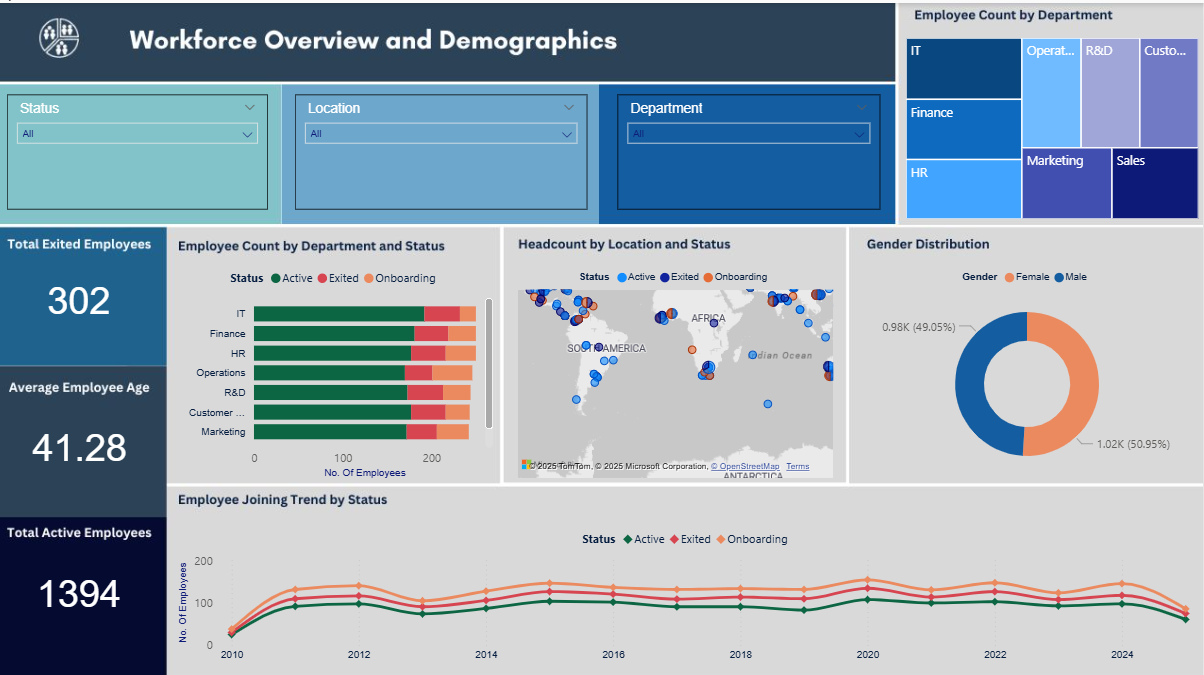 Workforce Overview and Demographics
Employee Count by Department
IT
Operat...
R&D
Custo...
Finance
HR
Marketing
Sales
Status
All
Location
All
Department
All
Total Exited Employees
302
Average Employee Age
41.28
Total Active Employees
1394
Employee Count by Department and Status
Status Active Exited Onboarding
IT
Finance
HR
Operations
R&D
Customer ...
Marketing
0 100 200
No. Of Employees
Headcount by Location and Status
Status Active Exited Onboarding
AFRICA
SOUTH AMERICA
Indian Ocean
© 2025 TomTom, © 2025 Microsoft Corporation, © OpenStreetMap Terms
ANTARCTICA
Gender Distribution
Gender Female Male
0.98K (49.05%)
1.02K (50.95%)
Employee Joining Trend by Status
Status Active Exited Onboarding
No. Of Employees
200
100
0
2010 2012 2014 2016 2018 2020 2022 2024